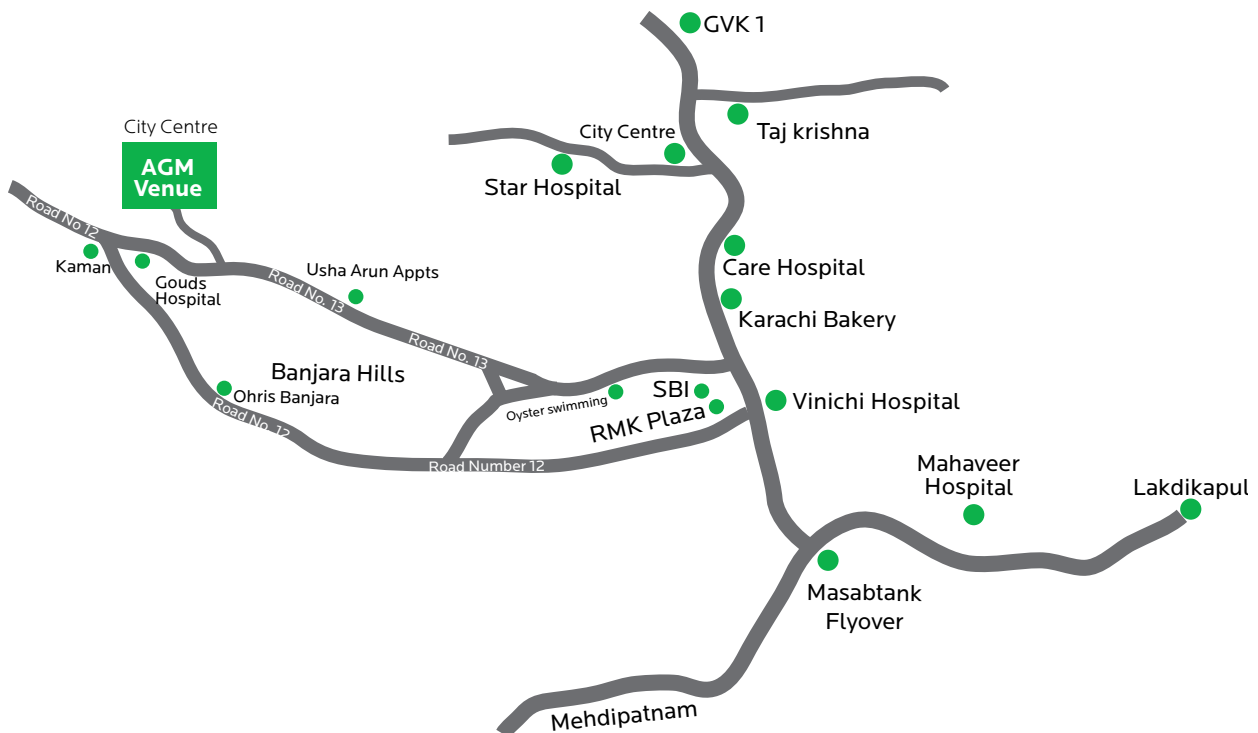 GVK 1
Taj krishna
City Centre
Star Hospital
City Centre
AGM
Venue
Road No 12
Kaman
Gouds
Hospital
Usha Arun Appts
Road No. 13
Road No. 13
Care Hospital
Karachi Bakery
Banjara Hills
Ohris Banjara
Road No. 12
Oyster swimming
SBI
RMK Plaza
Vinichi Hospital
Road Number 12
Mahaveer
Hospital
Lakdikapul
Masabtank
Flyover
Mehdipatnam